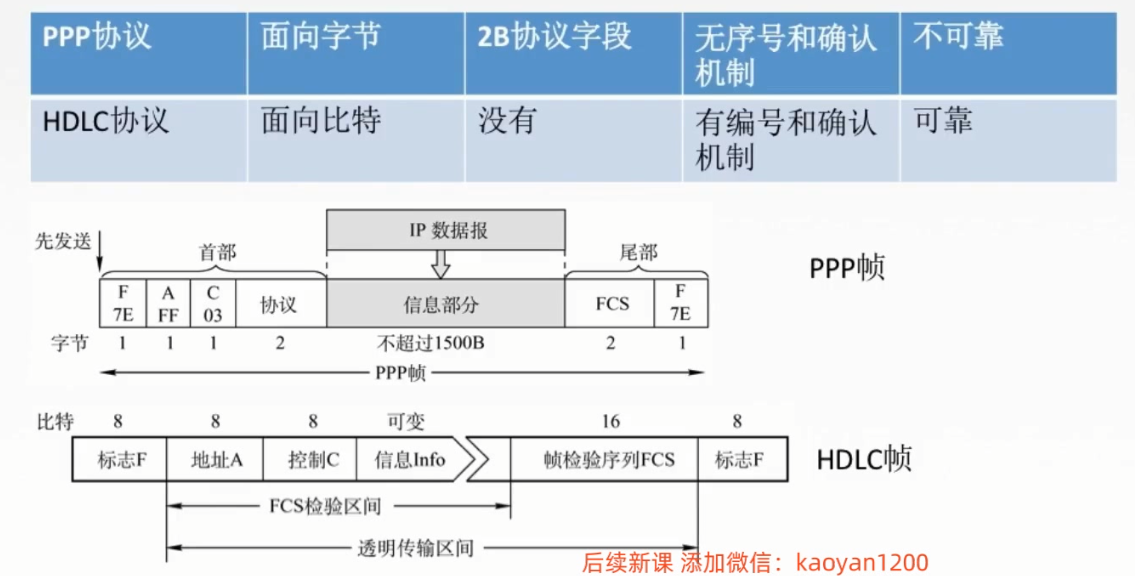 PPP协议 面向字节 2B协议字段 无序号和确认机制 不可靠
HDLC协议 面向比特 没有 有编号和确认机制 可靠
IP 数据报
先发送 首部 尾部
PPP帧
F 7E A FF C 03 协议 信息部分 FCS F 7E
字节 1 1 1 2 不超过1500B 2 1
PPP帧
比特 8 8 8 可变 16 8
标志F 地址A 控制C 信息Info 帧检验序列FCS 标志F
HDLC帧
FCS检验区间
透明传输区间
后续新课 添加微信：kaoyan1200